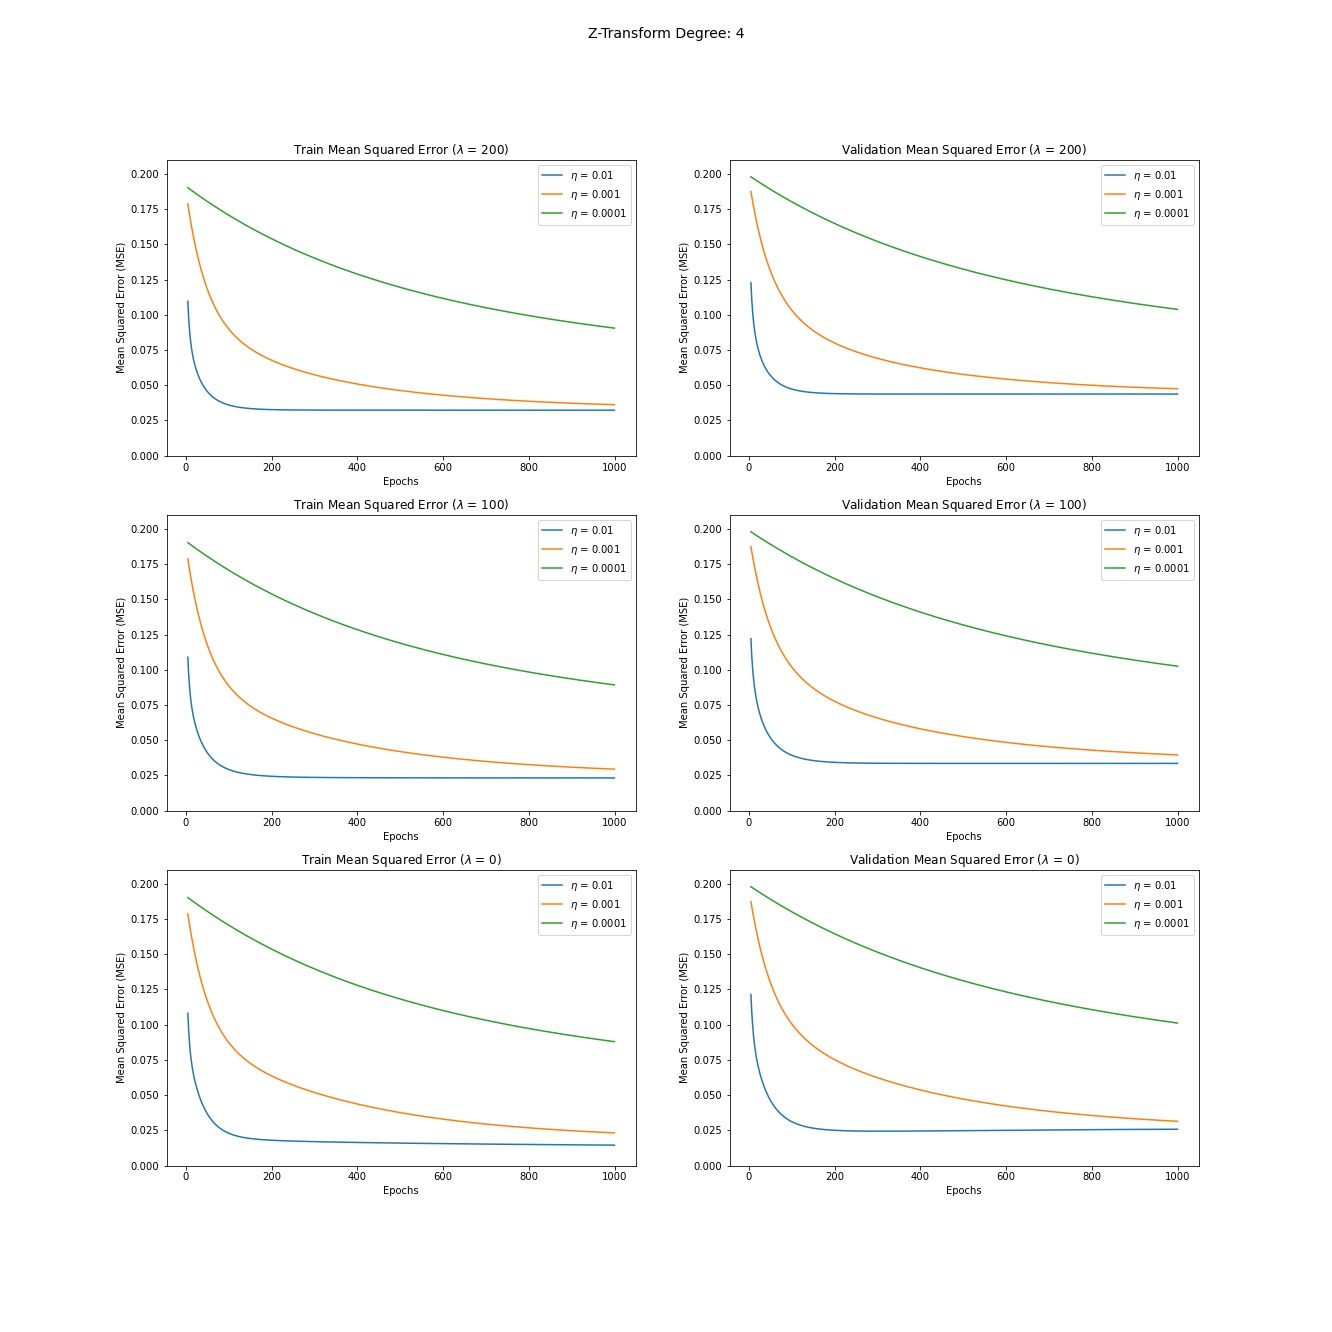 Z-Transform Degree: 4
Train Mean Squared Error (λ = 200)
Mean Squared Error (MSE)
0.200
0.175
0.150
0.125
0.100
0.075
0.050
0.025
0.000
η = 0.01
η = 0.001
η = 0.0001
0 200 400 600 800 1000
Epochs
Validation Mean Squared Error (λ = 200)
Mean Squared Error (MSE)
0.200
0.175
0.150
0.125
0.100
0.075
0.050
0.025
0.000
η = 0.01
η = 0.001
η = 0.0001
0 200 400 600 800 1000
Epochs
Train Mean Squared Error (λ = 100)
Mean Squared Error (MSE)
0.200
0.175
0.150
0.125
0.100
0.075
0.050
0.025
0.000
η = 0.01
η = 0.001
η = 0.0001
0 200 400 600 800 1000
Epochs
Validation Mean Squared Error (λ = 100)
Mean Squared Error (MSE)
0.200
0.175
0.150
0.125
0.100
0.075
0.050
0.025
0.000
η = 0.01
η = 0.001
η = 0.0001
0 200 400 600 800 1000
Epochs
Train Mean Squared Error (λ = 0)
Mean Squared Error (MSE)
0.200
0.175
0.150
0.125
0.100
0.075
0.050
0.025
0.000
η = 0.01
η = 0.001
η = 0.0001
0 200 400 600 800 1000
Epochs
Validation Mean Squared Error (λ = 0)
Mean Squared Error (MSE)
0.200
0.175
0.150
0.125
0.100
0.075
0.050
0.025
0.000
η = 0.01
η = 0.001
η = 0.0001
0 200 400 600 800 1000
Epochs